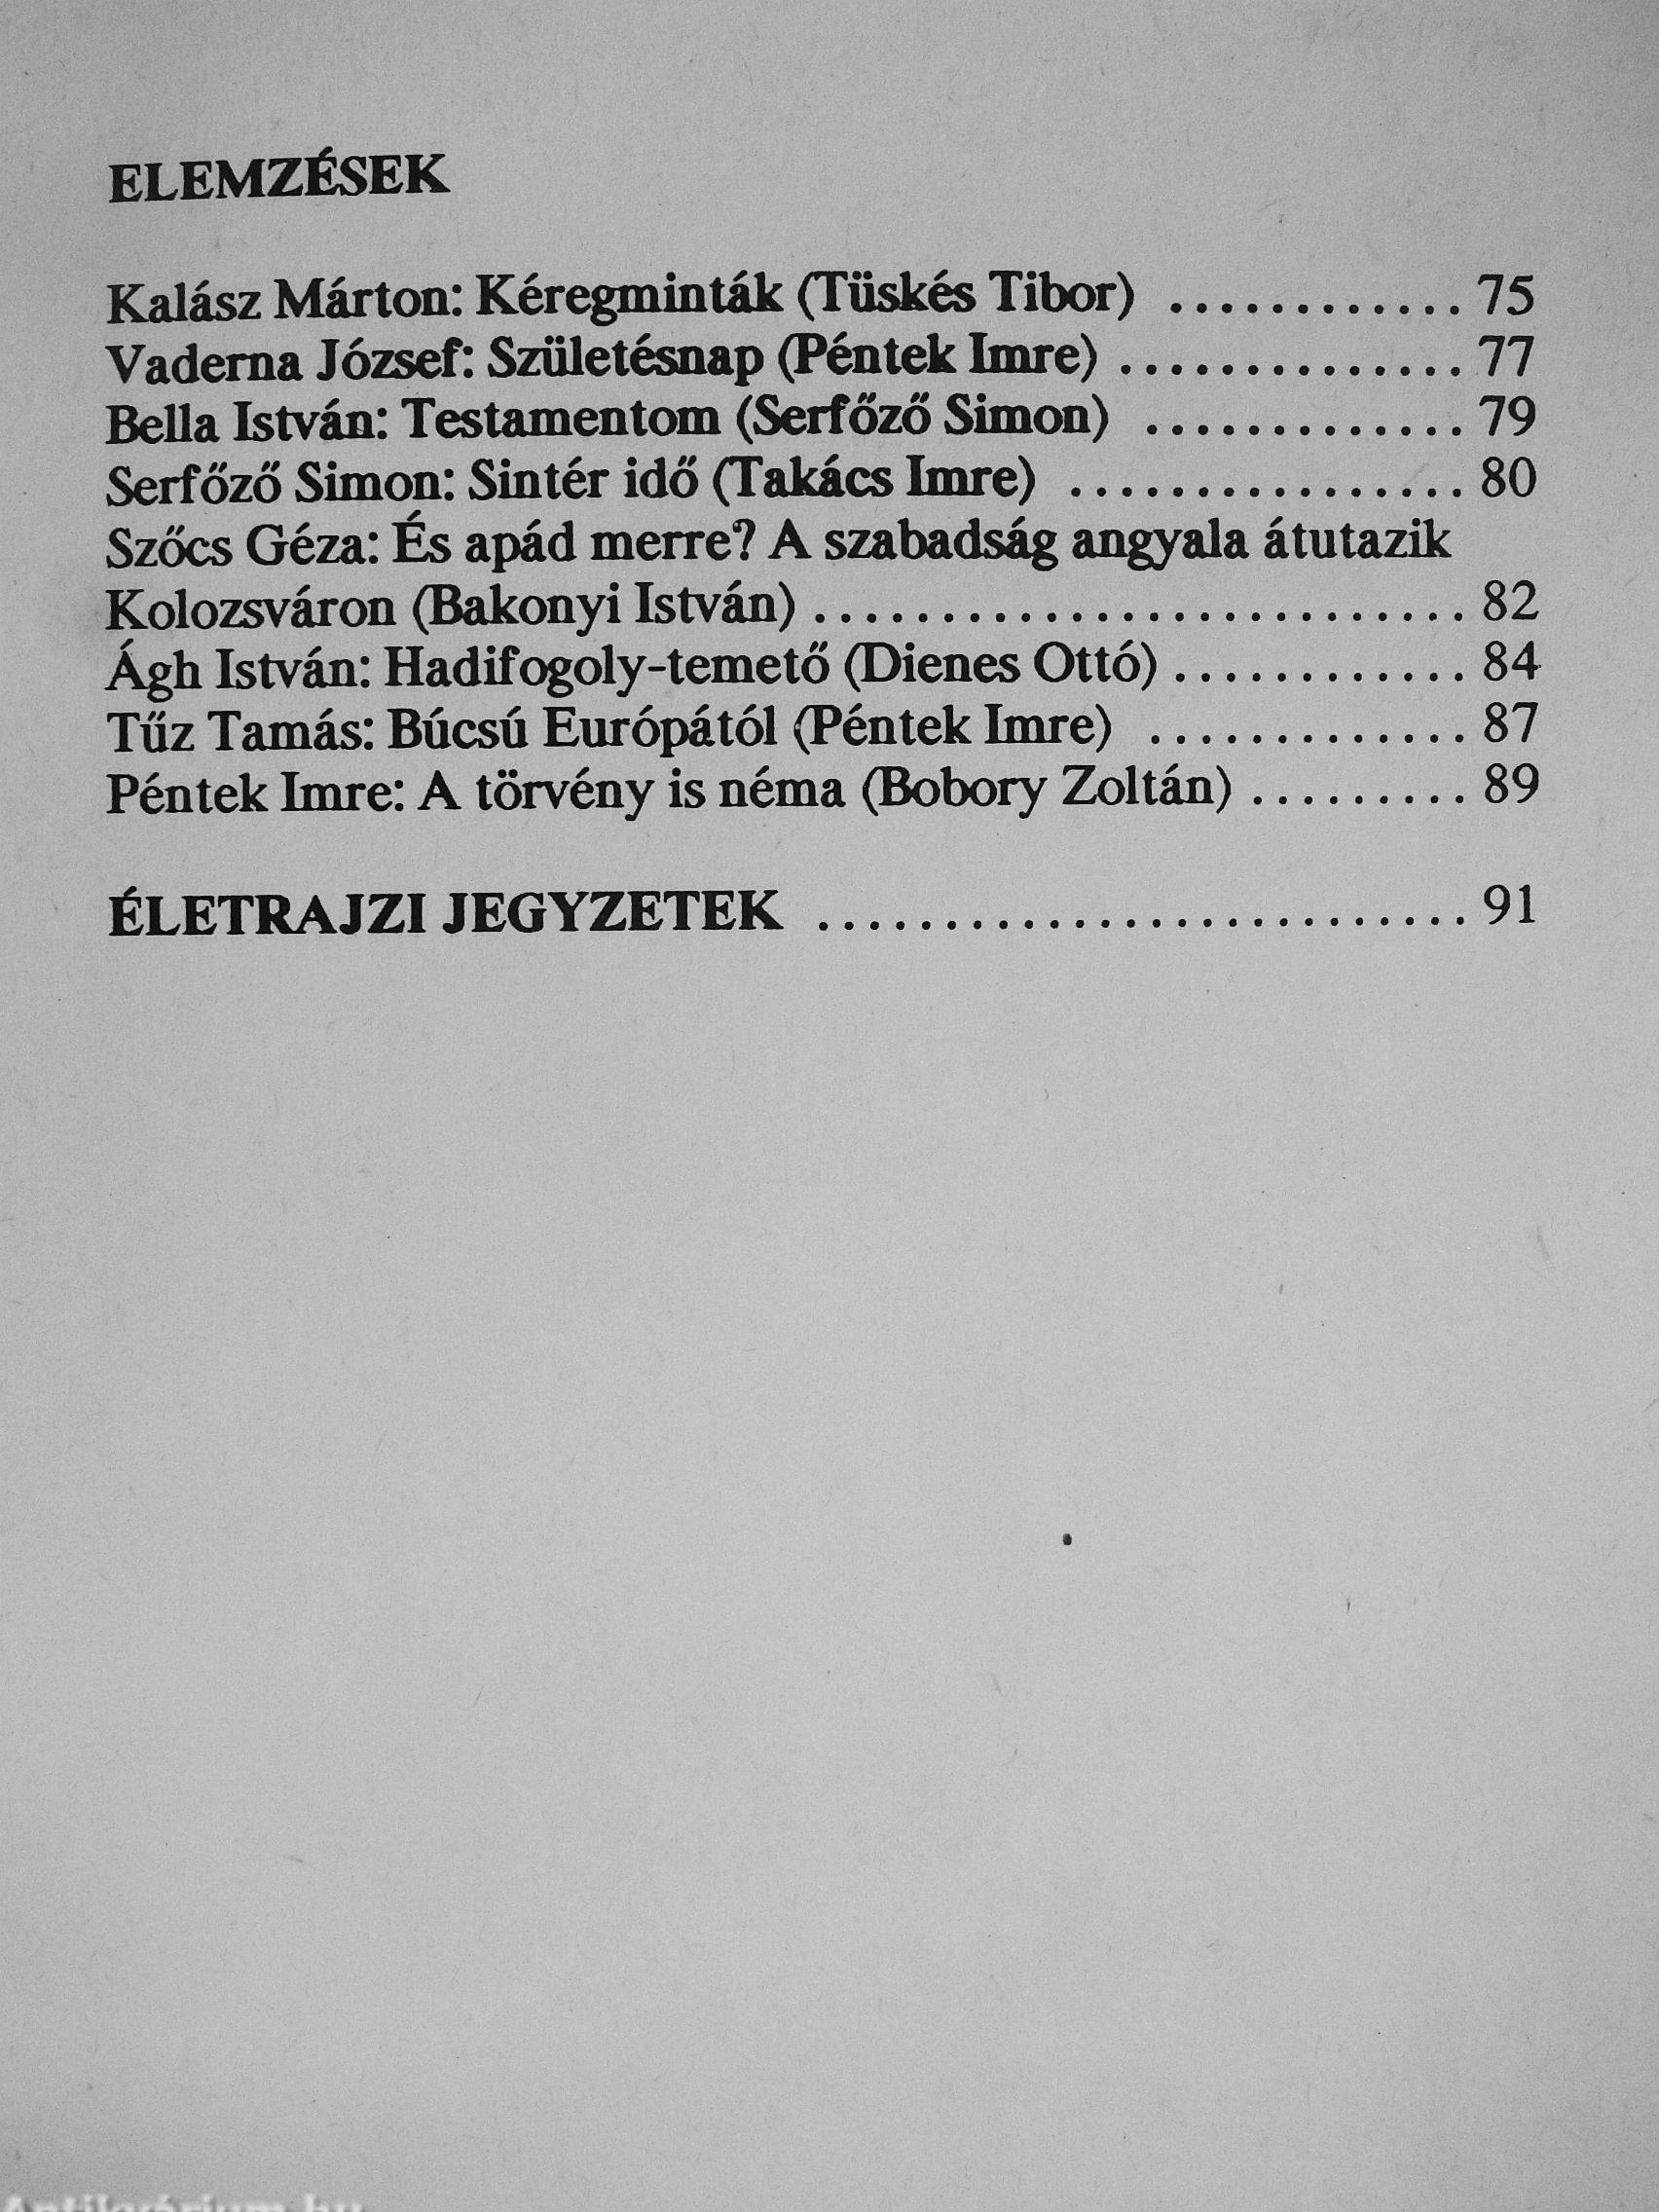 ELEMZÉSEK
Kalász Márton: Kéregminták (Tüskés Tibor) ............ 75
Vaderna József: Születésnap (Péntek Imre) .............. 77
Bella István: Testamentom (Serfőző Simon) ............. 79
Serfőző Simon: Sintér idő (Takács Imre) ................ 80
Szőcs Géza: És apád merre? A szabadság angyala átutazik
Kolozsváron (Bakonyi István) .......................... 82
Ágh István: Hadifogoly-temető (Dienes Ottó) ............ 84
Tűz Tamás: Búcsú Európától (Péntek Imre) ............. 87
Péntek Imre: A törvény is néma (Bobory Zoltán) ......... 89
ÉLETRAJZI JEGYZETEK .......................... 91